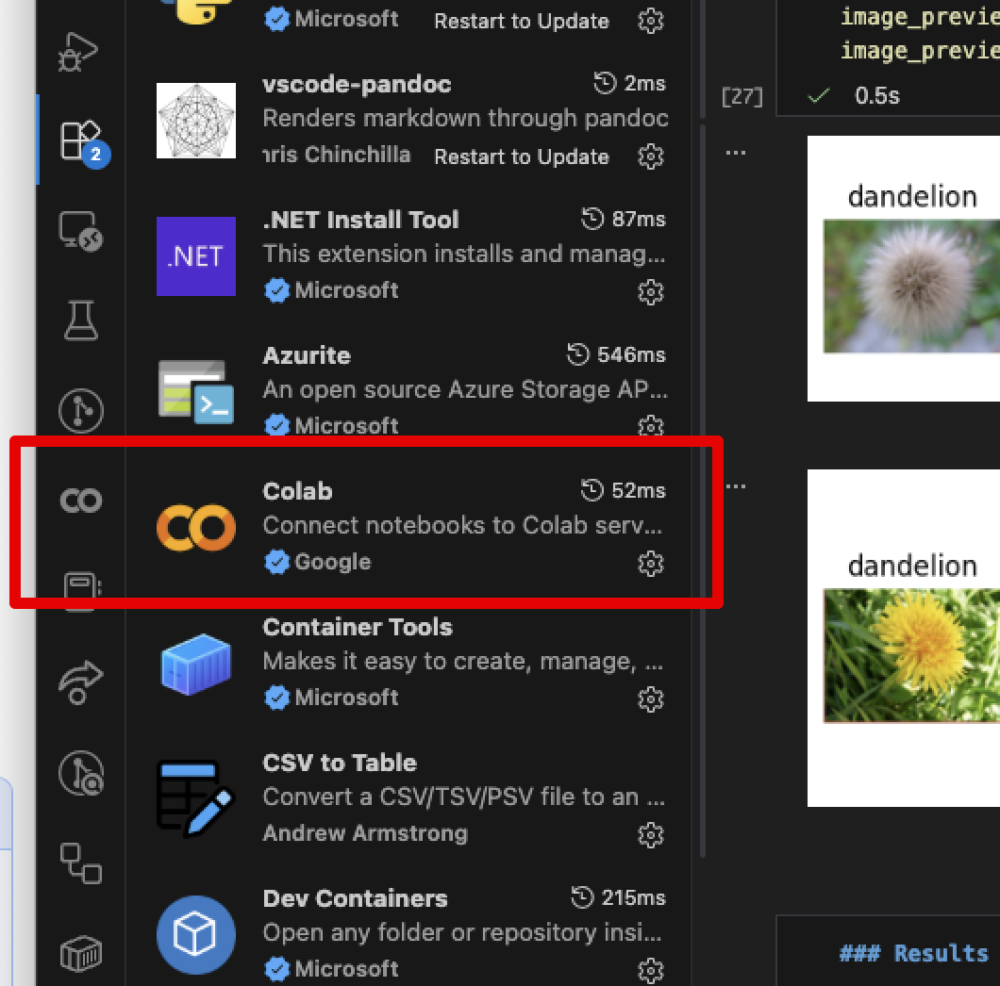 Microsoft Restart to Update
vscode-pandoc 2ms
Renders markdown through pandoc
hris Chinchilla Restart to Update
2
.NET
.NET Install Tool 87ms
This extension installs and manag...
Microsoft
Azurite 546ms
An open source Azure Storage AP...
Microsoft
Colab 52ms
Connect notebooks to Colab serv...
Google
Container Tools
Makes it easy to create, manage, ...
Microsoft
CSV to Table
Convert a CSV/TSV/PSV file to an ...
Andrew Armstrong
Dev Containers 215ms
Open any folder or repository insi...
Microsoft
image_previe
image_previe
[27] 0.5s
...
dandelion
...
dandelion
### Results